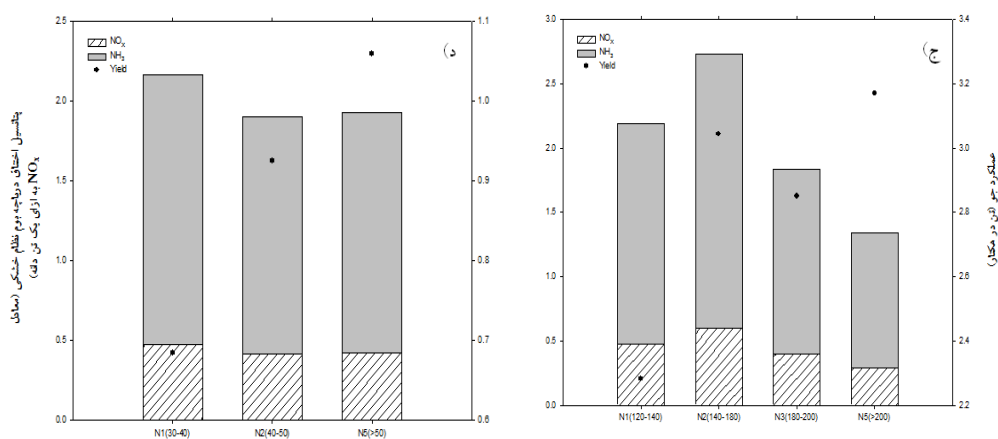 پتانسیل اختناق دریاچه بوم نظام خشکی (معادل
NOx به ازای یک تن دانه)
2.5
2.0
1.5
1.0
0.5
0.0
NOx
NH3
Yield
د)
1.1
1.0
0.9
0.8
0.7
0.6
N1(30-40)
N2(40-50)
N5(>50)
3.0
2.5
2.0
1.5
1.0
0.5
0.0
NOx
NH3
Yield
ج)
3.4
3.2
3.0
2.8
2.6
2.4
2.2
N1(120-140)
N2(140-180)
N3(180-200)
N5(>200)
عملکرد جو (تن در هکتار)